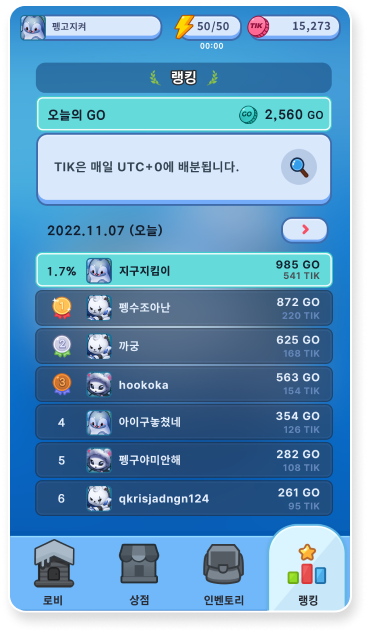 펭고지켜
50/50
TIK
15,273
00:00
랭킹
오늘의 GO
GO
2,560 GO
TIK은 매일 UTC+0에 배분됩니다.
2022.11.07 (오늘)
1.7%
지구지킴이
985 GO
541 TIK
1
펭수조아난
872 GO
220 TIK
2
까궁
625 GO
168 TIK
3
hookoka
563 GO
154 TIK
4
아이구놓쳤네
354 GO
126 TIK
5
펭구야미안해
282 GO
108 TIK
6
qkrisjadngn124
261 GO
95 TIK
로비
상점
인벤토리
랭킹